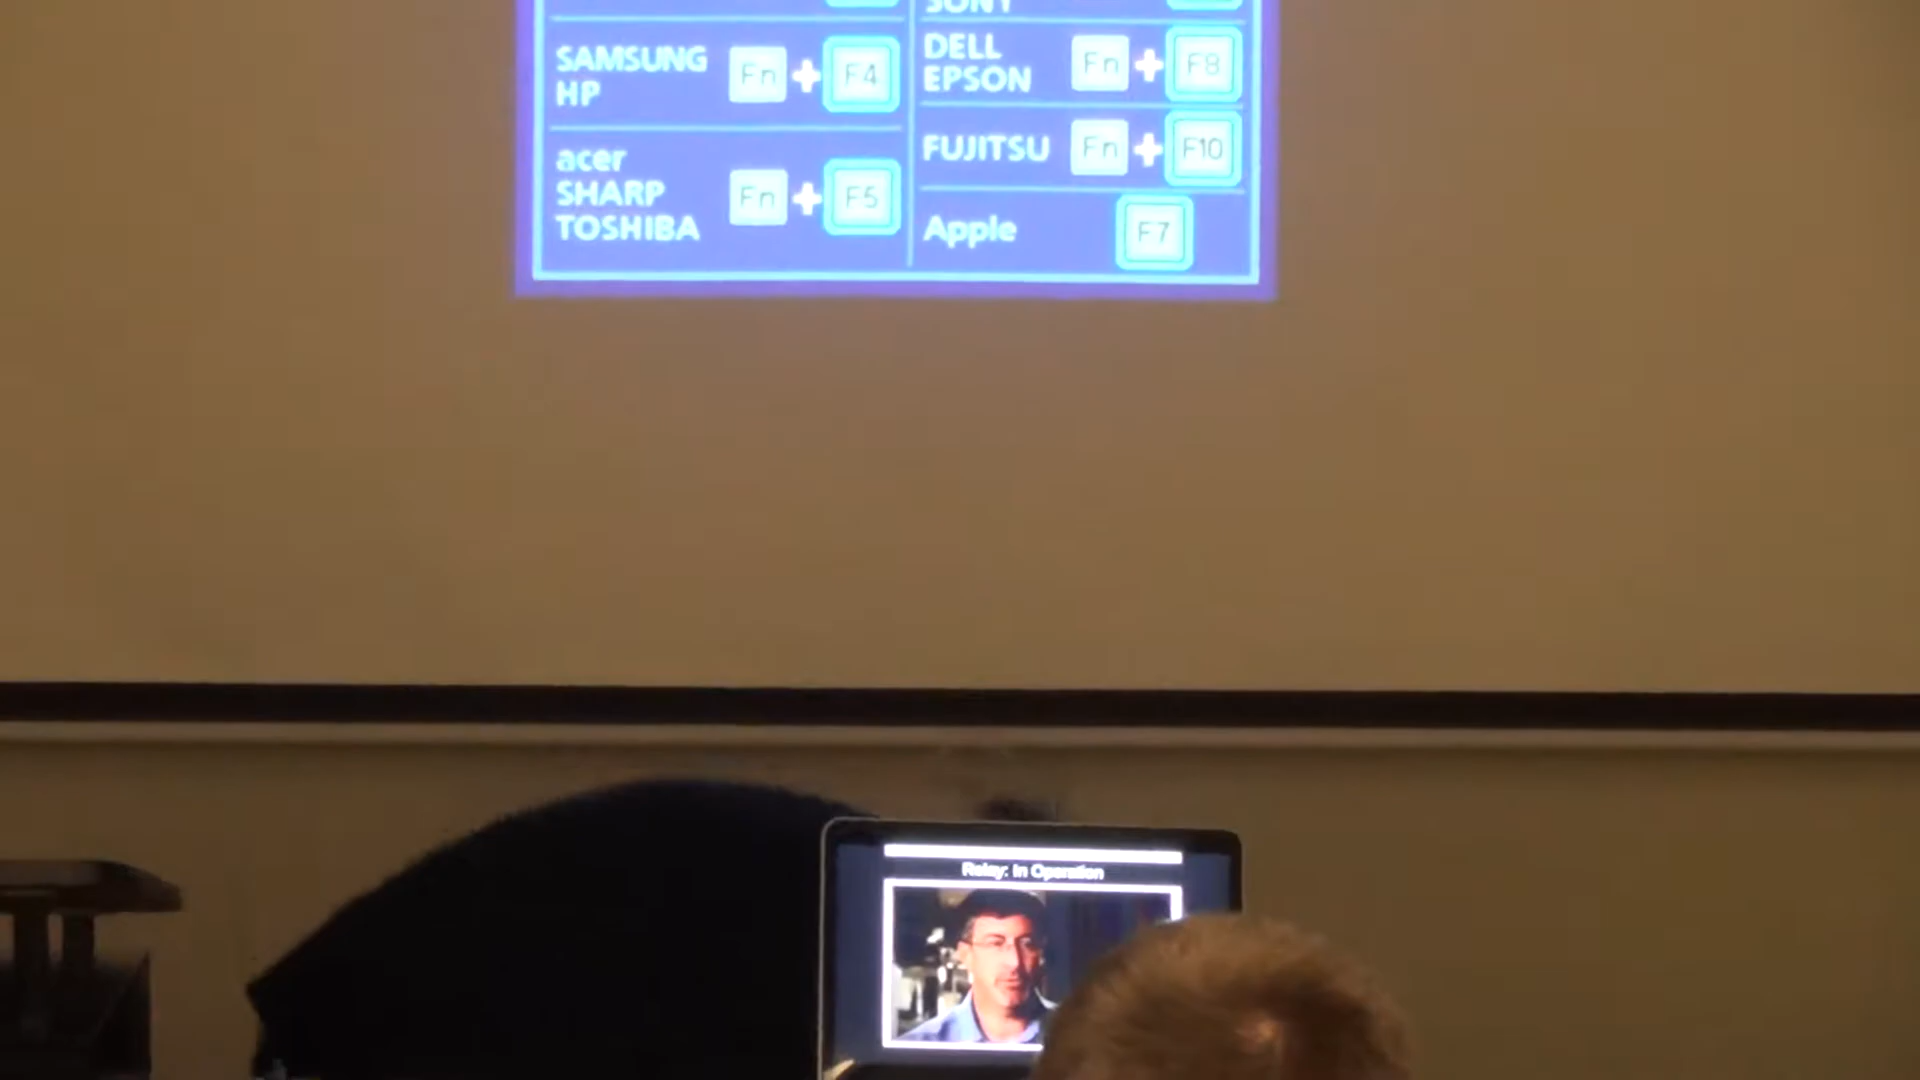 SONY
SAMSUNG
HP
Fn + F4
DELL
EPSON
Fn + F8
acer
SHARP
TOSHIBA
Fn + F5
FUJITSU Fn + F10
Apple F7
Relay: In Operation